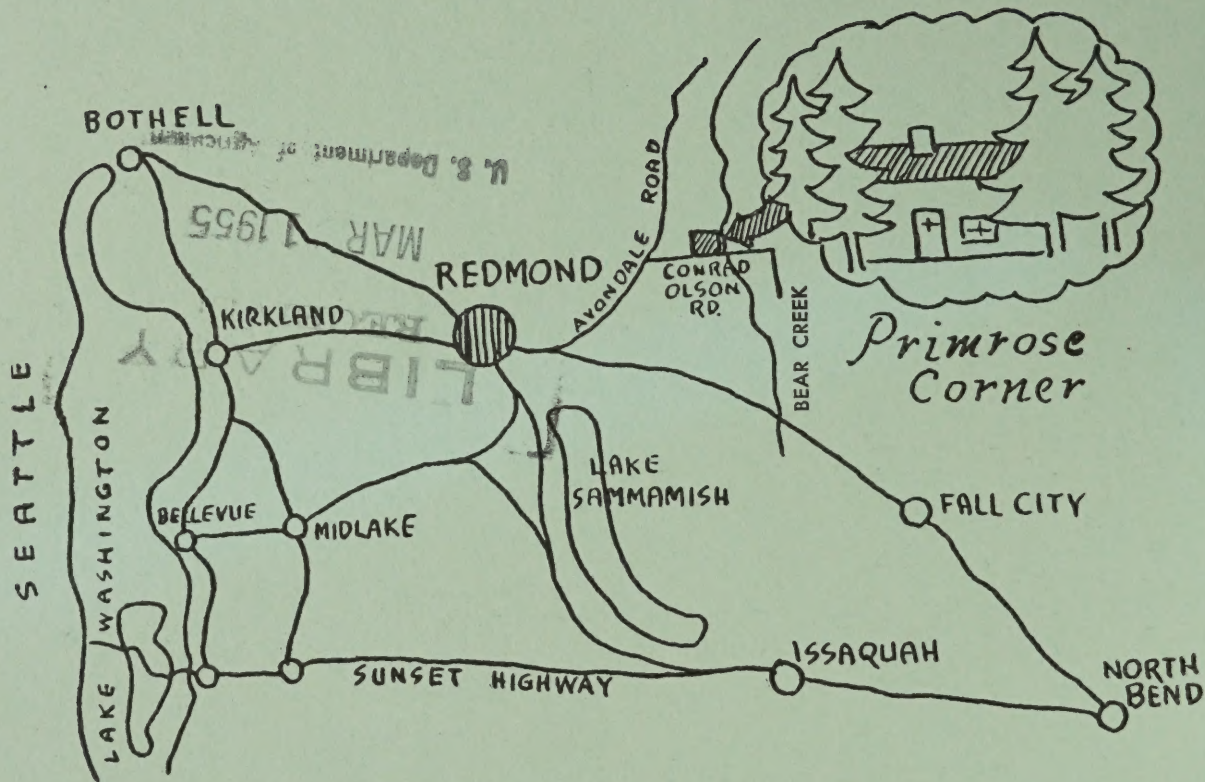 BOTHELL
U. S. Department of Agriculture
MAR 1 1955
LIBRARY
REDMOND
KIRKLAND
AVONDALE ROAD
CONRAD
OLSON
RD.
BEAR CREEK
Primrose
Corner
SEATTLE
LAKE WASHINGTON
BELLEVUE
MIDLAKE
LAKE
SAMMAMISH
FALL CITY
SUNSET HIGHWAY
ISSAQUAH
NORTH
BEND